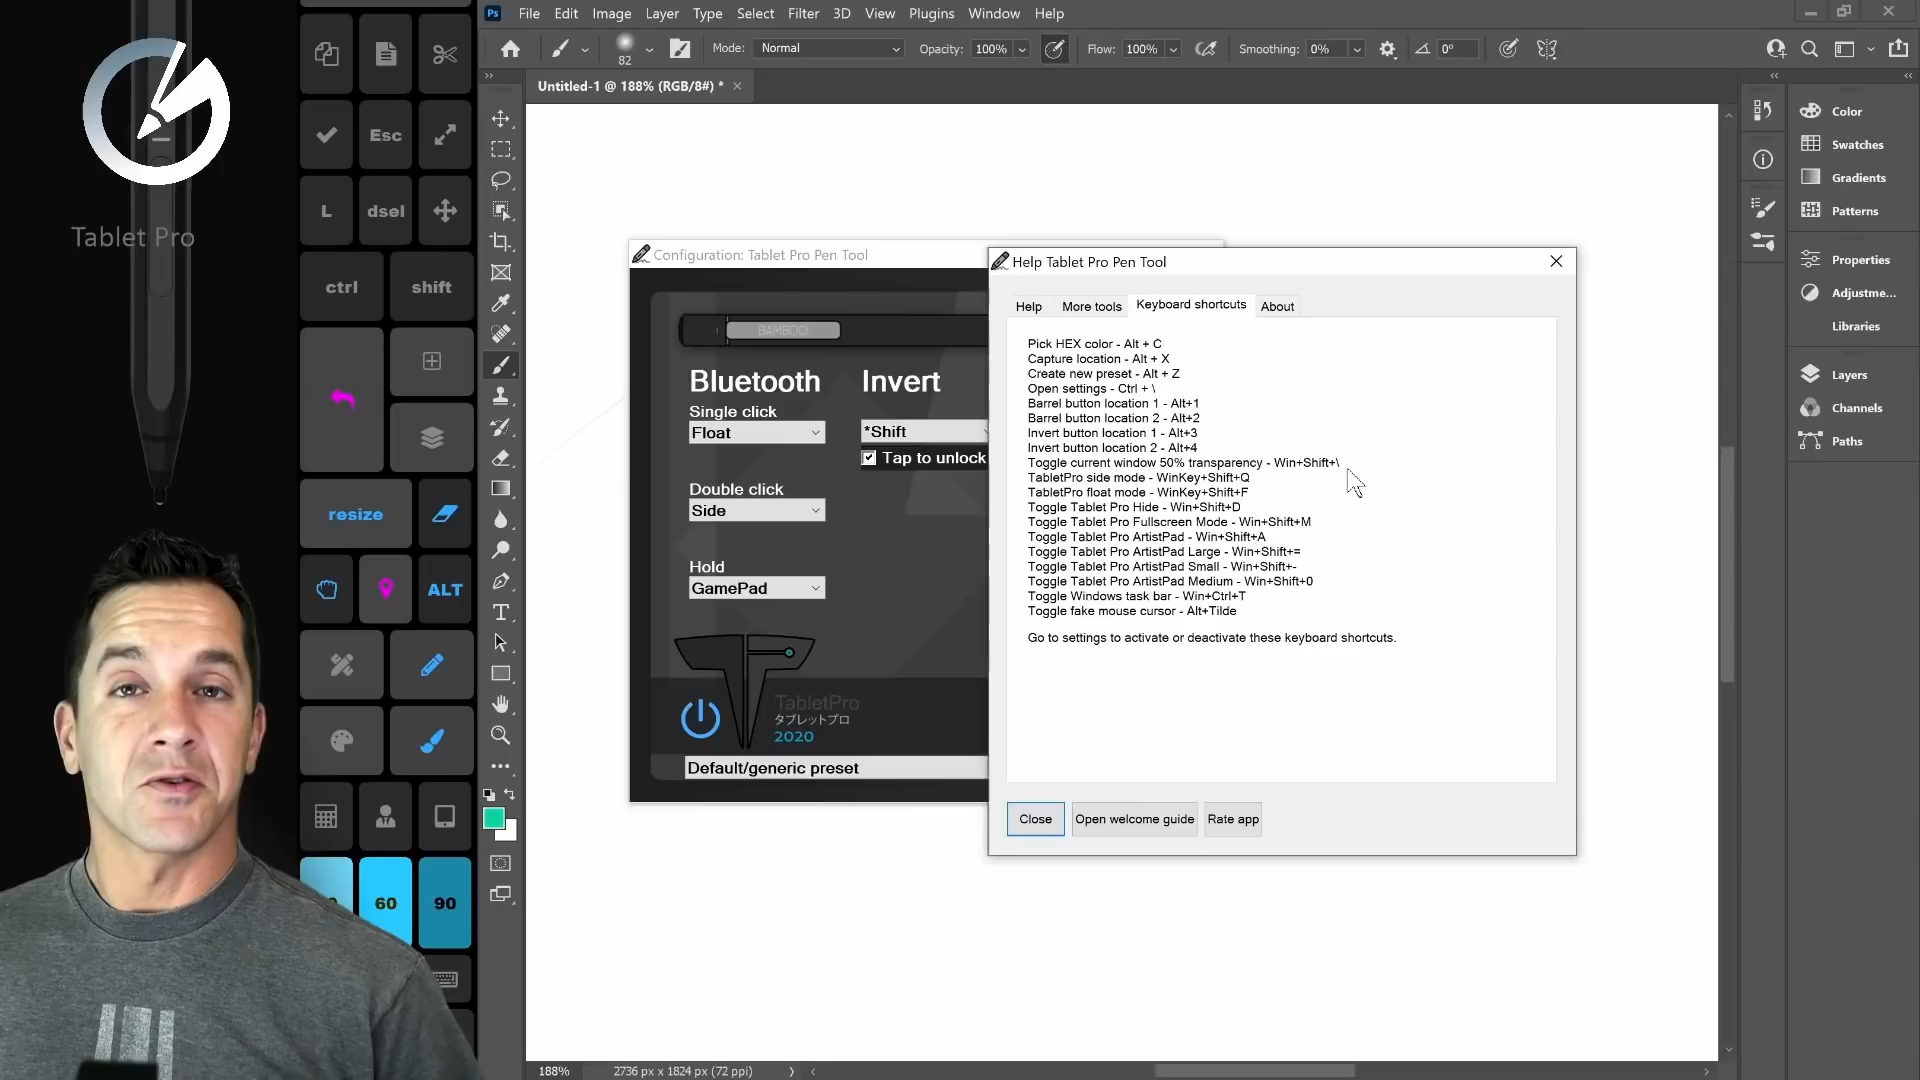 Tablet Pro
Esc
L
dsel
ctrl
shift
resize
ALT
60
90
Ps
File Edit Image Layer Type Select Filter 3D View Plugins Window Help
82
Mode: Normal
Opacity: 100%
Flow: 100%
Smoothing: 0%
0°
Untitled-1 @ 188% (RGB/8#) *
Configuration: Tablet Pro Pen Tool
BAMBOO
Bluetooth
Single click
Float
Double click
Side
Hold
GamePad
Invert
*Shift
Tap to unlock
TabletPro
タブレットプロ
2020
Default/generic preset
Help Tablet Pro Pen Tool
Help More tools Keyboard shortcuts About
Pick HEX color - Alt + C
Capture location - Alt + X
Create new preset - Alt + Z
Open settings - Ctrl + \
Barrel button location 1 - Alt+1
Barrel button location 2 - Alt+2
Invert button location 1 - Alt+3
Invert button location 2 - Alt+4
Toggle current window 50% transparency - Win+Shift+\
TabletPro side mode - WinKey+Shift+Q
TabletPro float mode - WinKey+Shift+F
Toggle Tablet Pro Hide - Win+Shift+D
Toggle Tablet Pro Fullscreen Mode - Win+Shift+M
Toggle Tablet Pro ArtistPad - Win+Shift+A
Toggle Tablet Pro ArtistPad Large - Win+Shift+=
Toggle Tablet Pro ArtistPad Small - Win+Shift+-
Toggle Tablet Pro ArtistPad Medium - Win+Shift+0
Toggle Windows task bar - Win+Ctrl+T
Toggle fake mouse cursor - Alt+Tilde
Go to settings to activate or deactivate these keyboard shortcuts.
Close
Open welcome guide
Rate app
Color
Swatches
Gradients
Patterns
Properties
Adjustme...
Libraries
Layers
Channels
Paths
188%
2736 px x 1824 px (72 ppi)